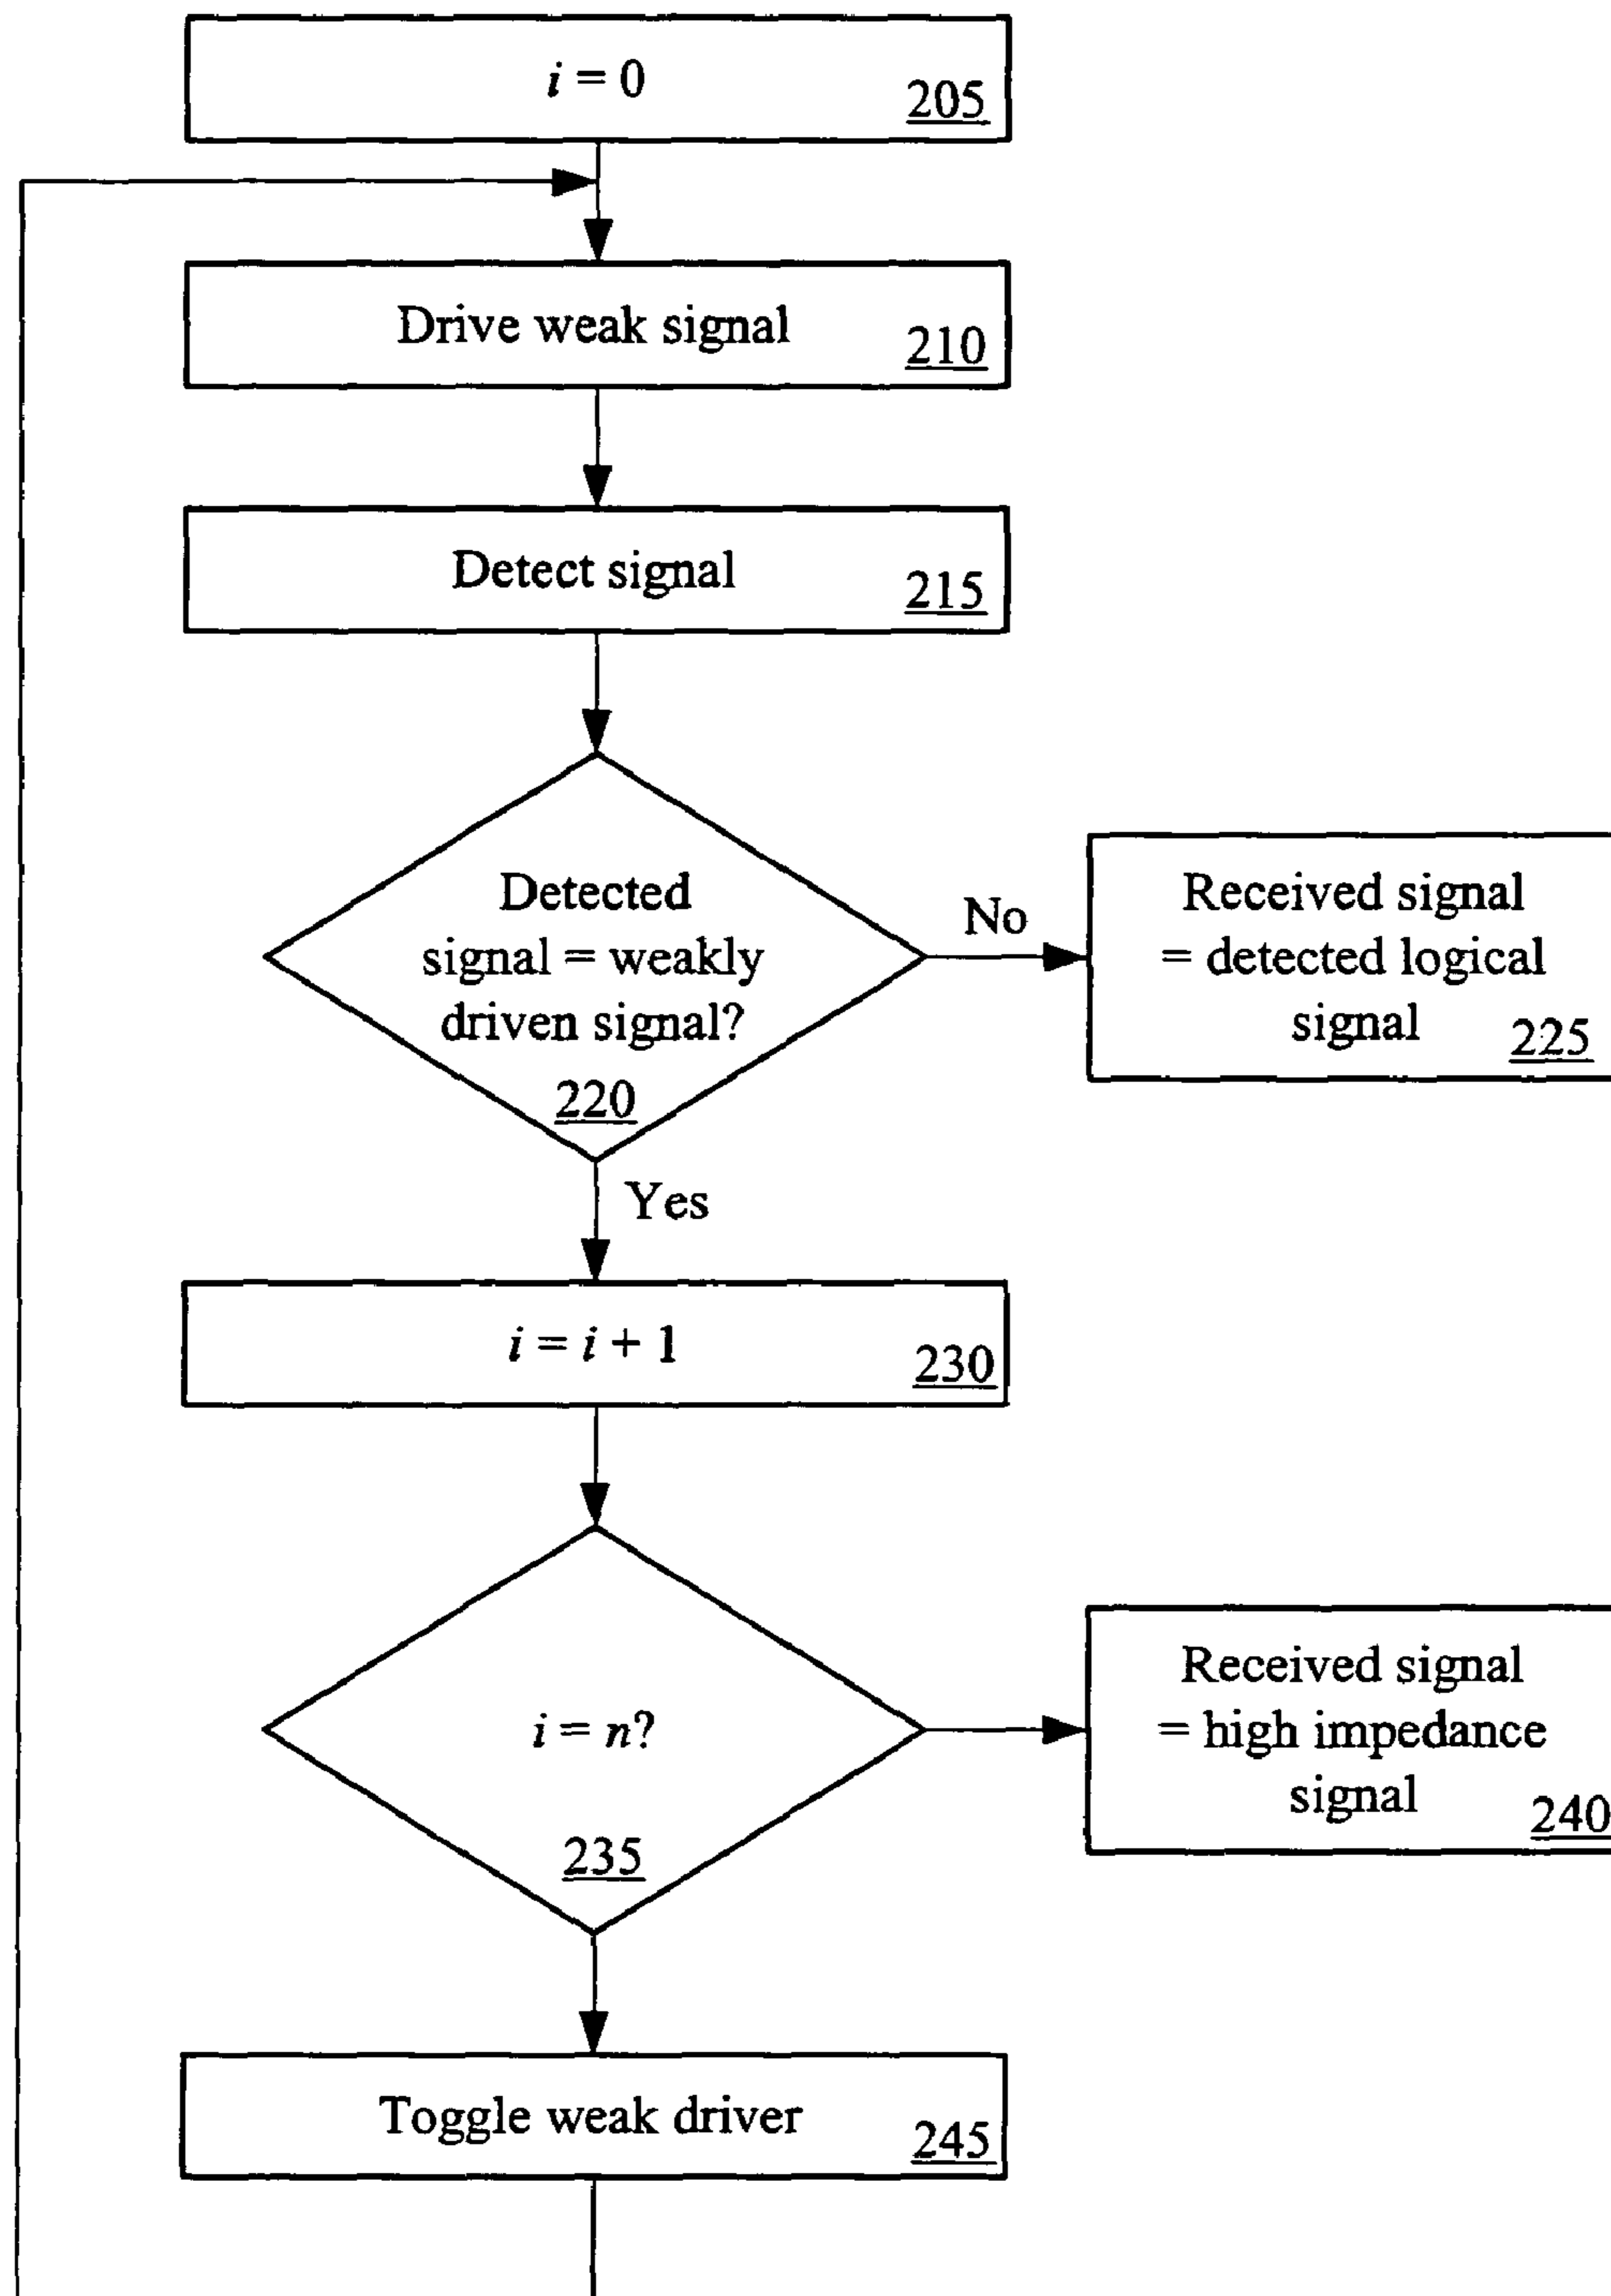 i = 0
205
Drive weak signal
210
Detect signal
215
Detected
signal = weakly
driven signal?
220
No
Received signal
= detected logical
signal
225
Yes
i = i + 1
230
i = n?
235
Received signal
= high impedance
signal
240
Toggle weak driver
245